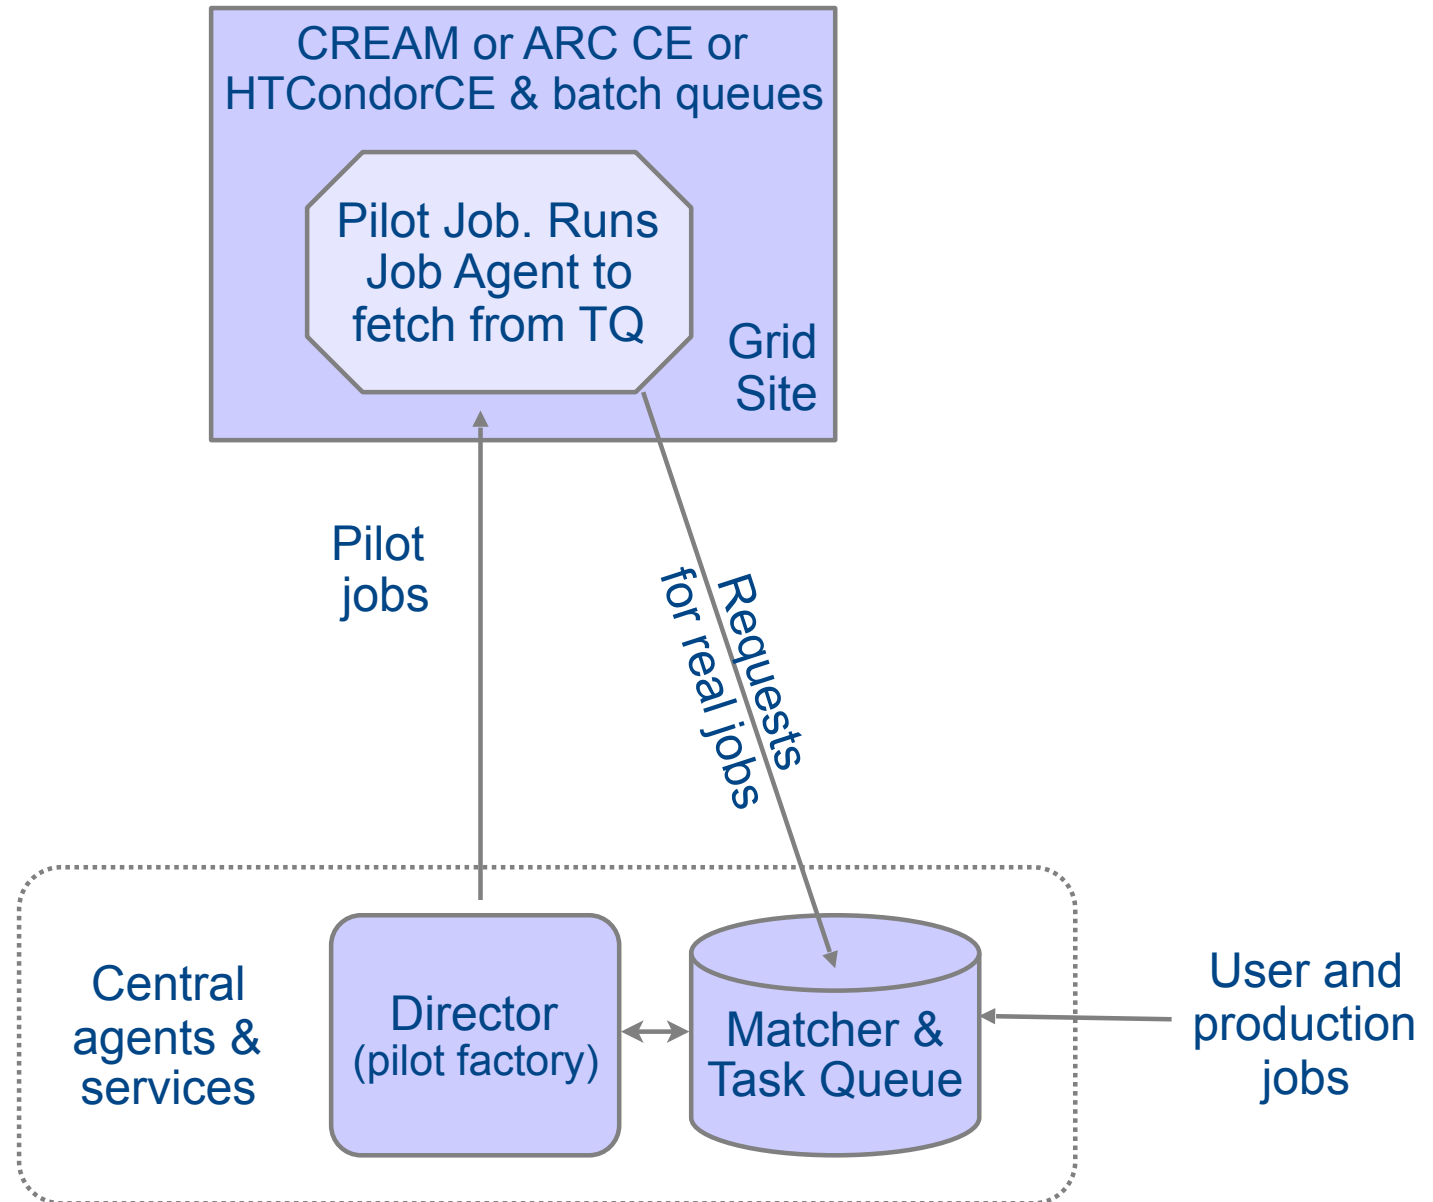 CREAM or ARC CE or
HTCondorCE & batch queues
Pilot Job. Runs
Job Agent to
fetch from TQ
Grid
Site
Pilot
jobs
Requests
for real jobs
Central
agents &
services
Director
(pilot factory)
Matcher &
Task Queue
User and
production
jobs